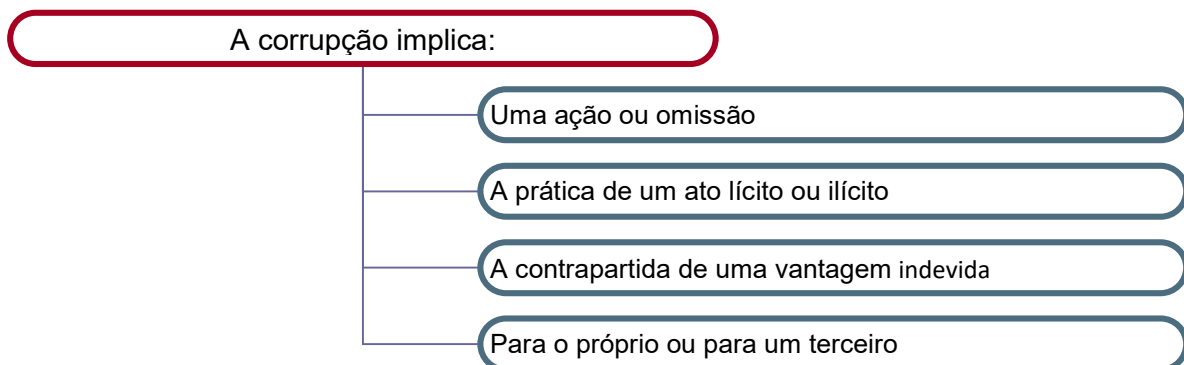 A corrupção implica:
Uma ação ou omissão
A prática de um ato lícito ou ilícito
A contrapartida de uma vantagem indevida
Para o próprio ou para um terceiro